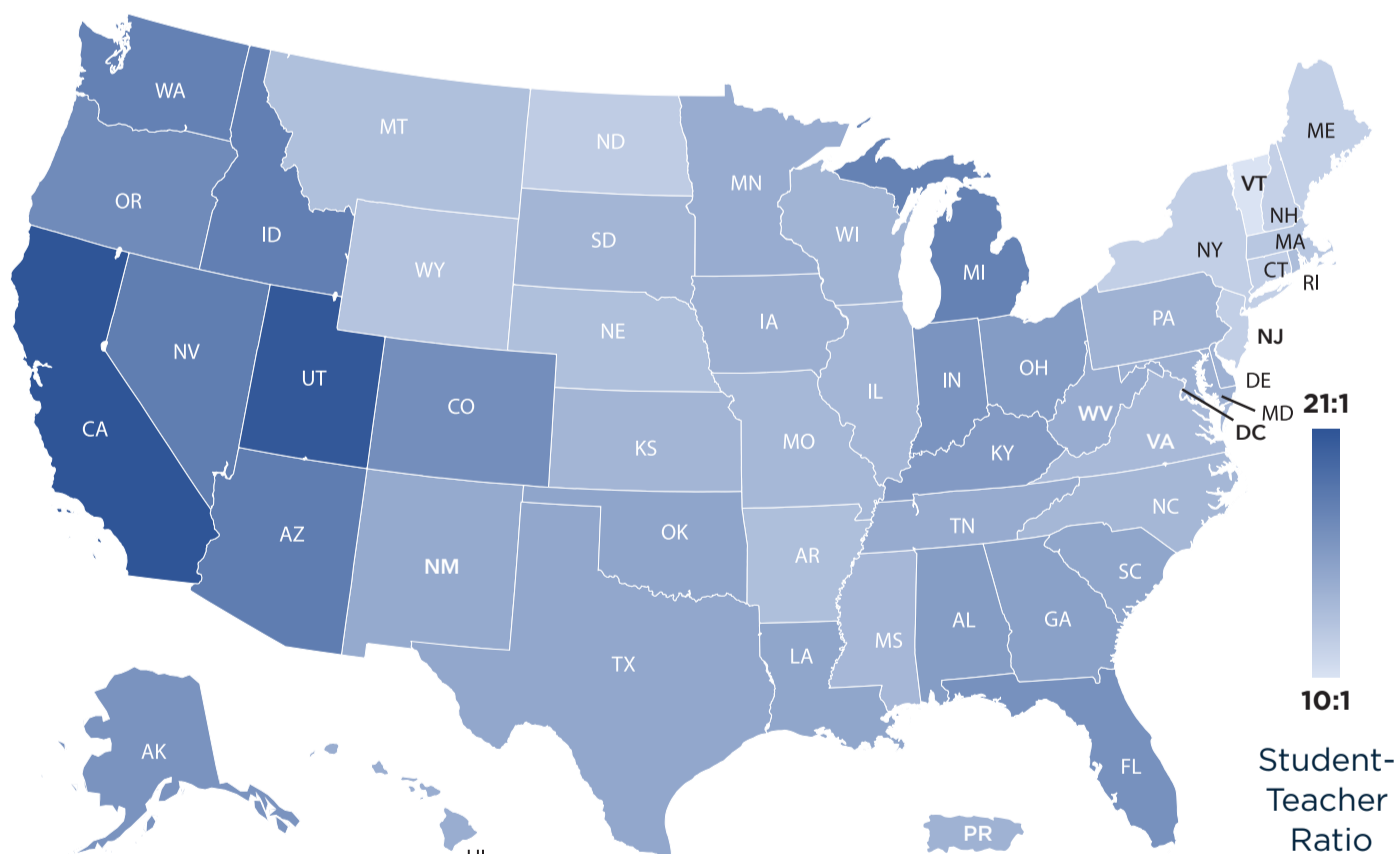 WA
MT
ND
ME
MN
VT
OR
NH
ID
SD
WI
MA
NY
WY
MI
CT
RI
IA
PA
NE
NJ
NV
OH
UT
IN
DE
IL
CO
21:1
MD
WV
DC
CA
MO
VA
KS
KY
NC
TN
AZ
OK
AR
NM
SC
GA
AL
MS
LA
TX
10:1
AK
Student-
FL
Teacher
PR
Ratio
HI